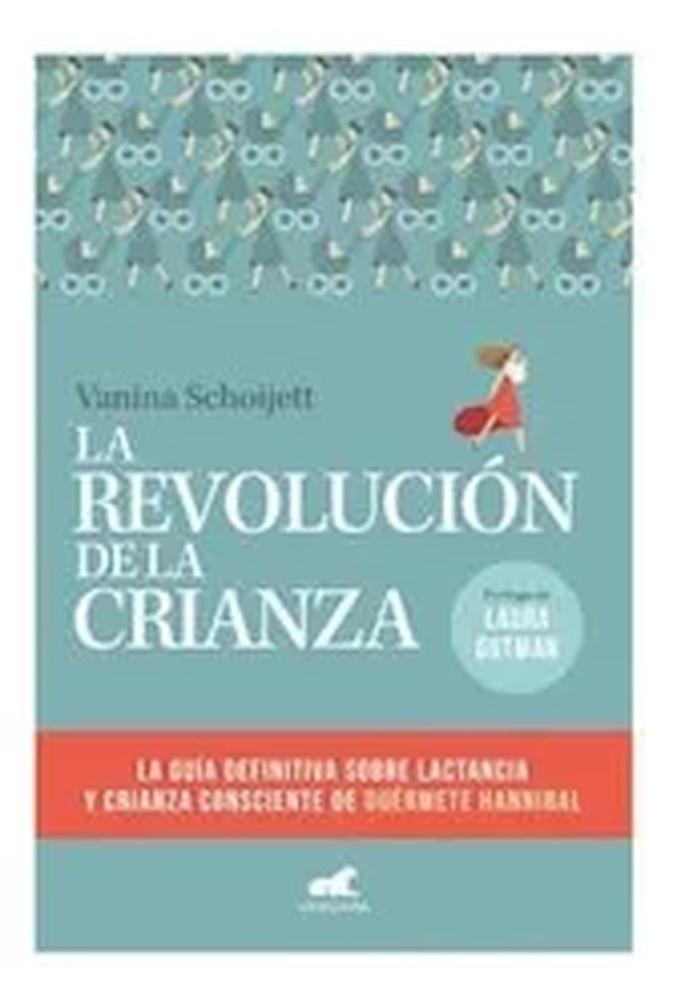 Vanina Schoijett
LA
REVOLUCIÓN
DE LA
CRIANZA
LAURA
GUTMAN
LA GUÍA DEFINITIVA SOBRE LACTANCIA
Y CRIANZA CONSCIENTE DE DUÉRMETE HANNIBAL